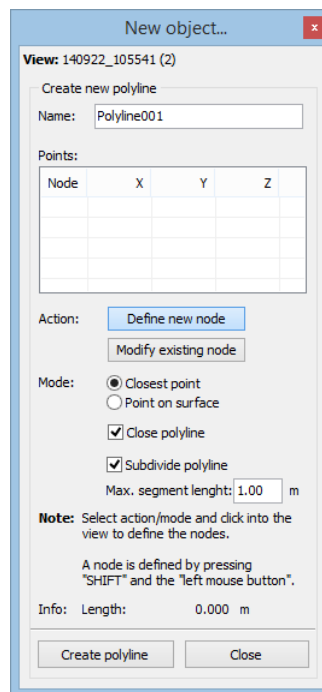 New object...
x
View: 140922_105541 (2)
Create new polyline
Name: Polyline001
Points:
Node X Y Z
Action: Define new node
Modify existing node
Mode: Closest point
Point on surface
Close polyline
Subdivide polyline
Max. segment lenght: 1.00 m
Note: Select action/mode and click into the
view to define the nodes.
A node is defined by pressing
"SHIFT" and the "left mouse button".
Info: Length: 0.000 m
Create polyline Close